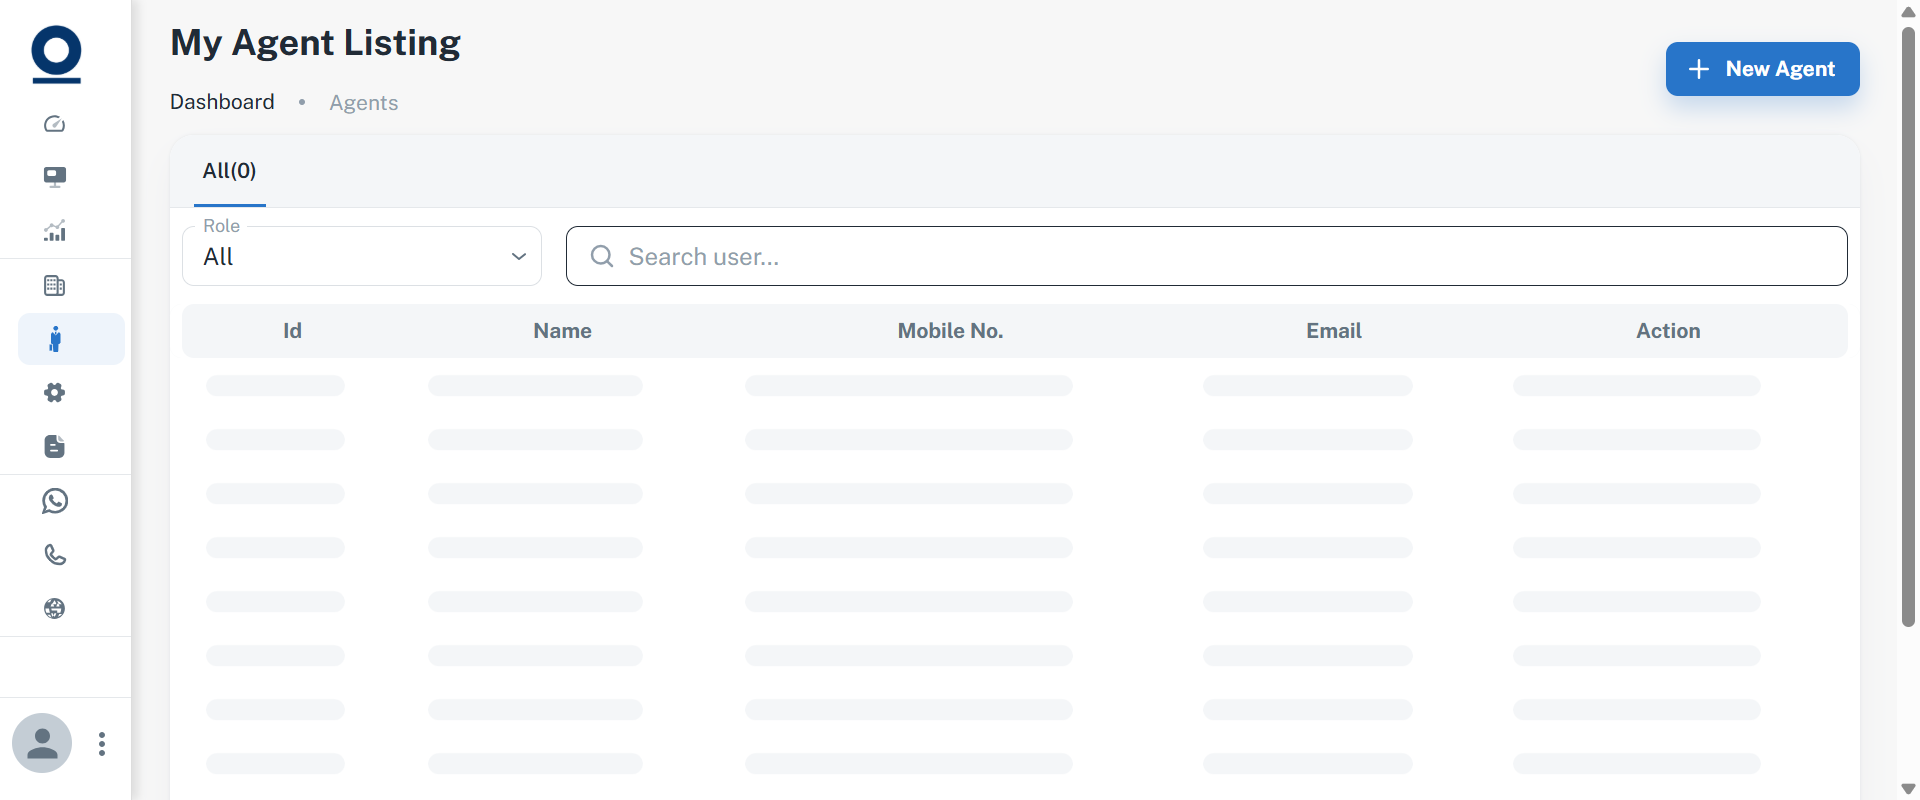 My Agent Listing
Dashboard • Agents
New Agent
All(0)
Role
All
Search user...
Id Name Mobile No. Email Action